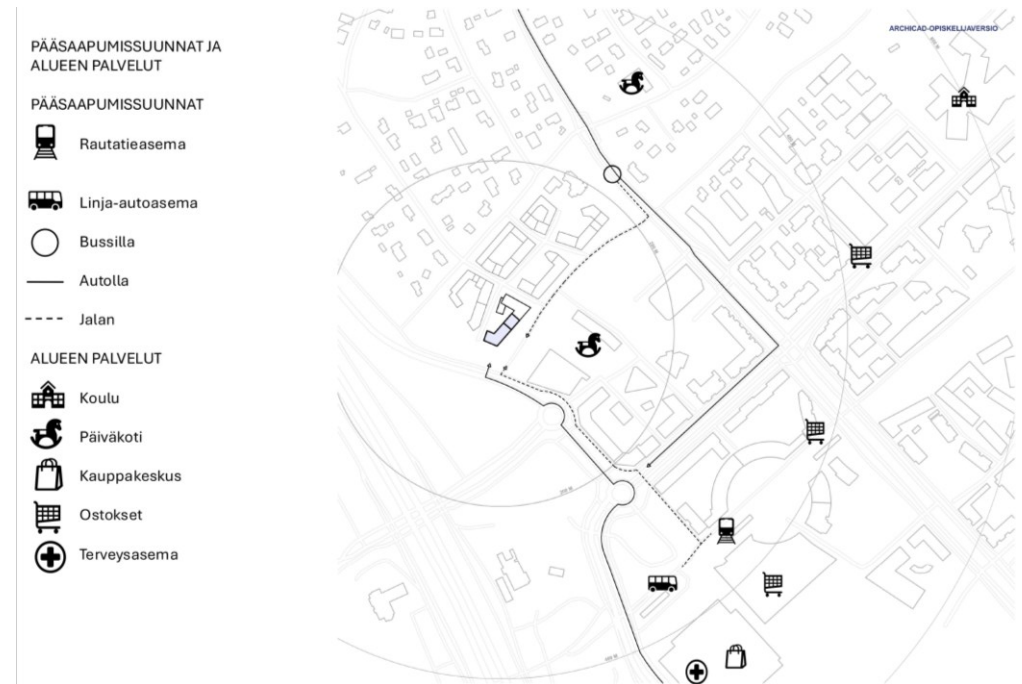 PÄÄSAAPUMISSUUNNAT JA
ALUEEN PALVELUT
PÄÄSAAPUMISSUUNNAT
Rautatieasema
Linja-autoasema
Bussilla
Autolla
Jalan
ALUEEN PALVELUT
Koulu
Päiväkoti
Kauppakeskus
Ostokset
Terveysasema
ARCHICAD-OPISKELIJAVERSIO